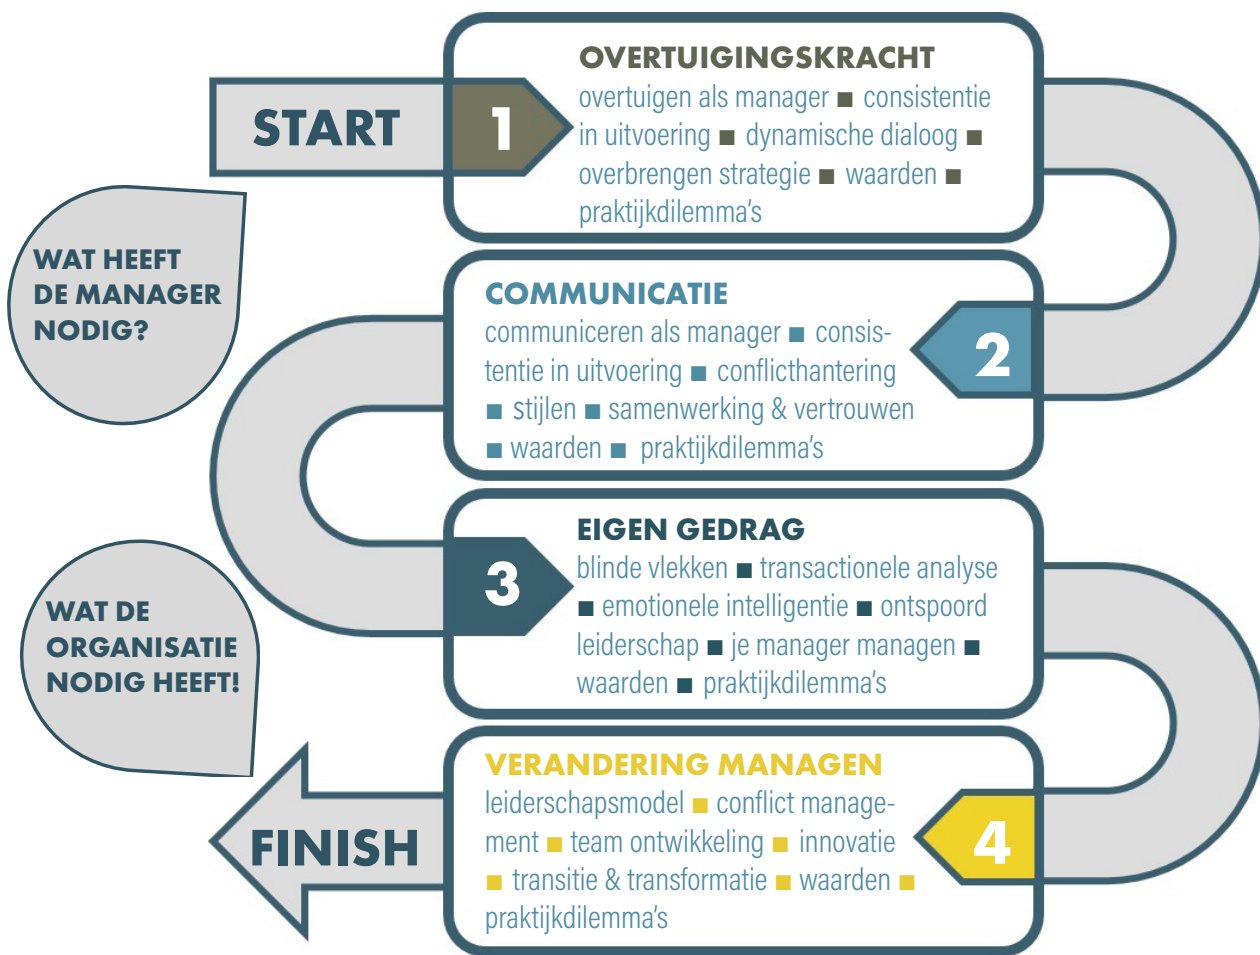 START
1
OVERTUIGINGSKRACHT
overtuigen als manager ■ consistentie
in uitvoering ■ dynamische dialoog ■
overbrengen strategie ■ waarden ■
praktijkdilemma's
WAT HEEFT
DE MANAGER
NODIG?
COMMUNICATIE
communiceren als manager ■ consis-
tentie in uitvoering ■ conflicthantering
■ stijlen ■ samenwerking & vertrouwen
■ waarden ■ praktijkdilemma's
2
3
EIGEN GEDRAG
blinde vlekken ■ transactionele analyse
■ emotionele intelligentie ■ ontspoord
leiderschap ■ je manager managen ■
waarden ■ praktijkdilemma's
WAT DE
ORGANISATIE
NODIG HEEFT!
VERANDERING MANAGEN
leiderschapsmodel ■ conflict manage-
ment ■ team ontwikkeling ■ innovatie
■ transitie & transformatie ■ waarden ■
praktijkdilemma's
4
FINISH